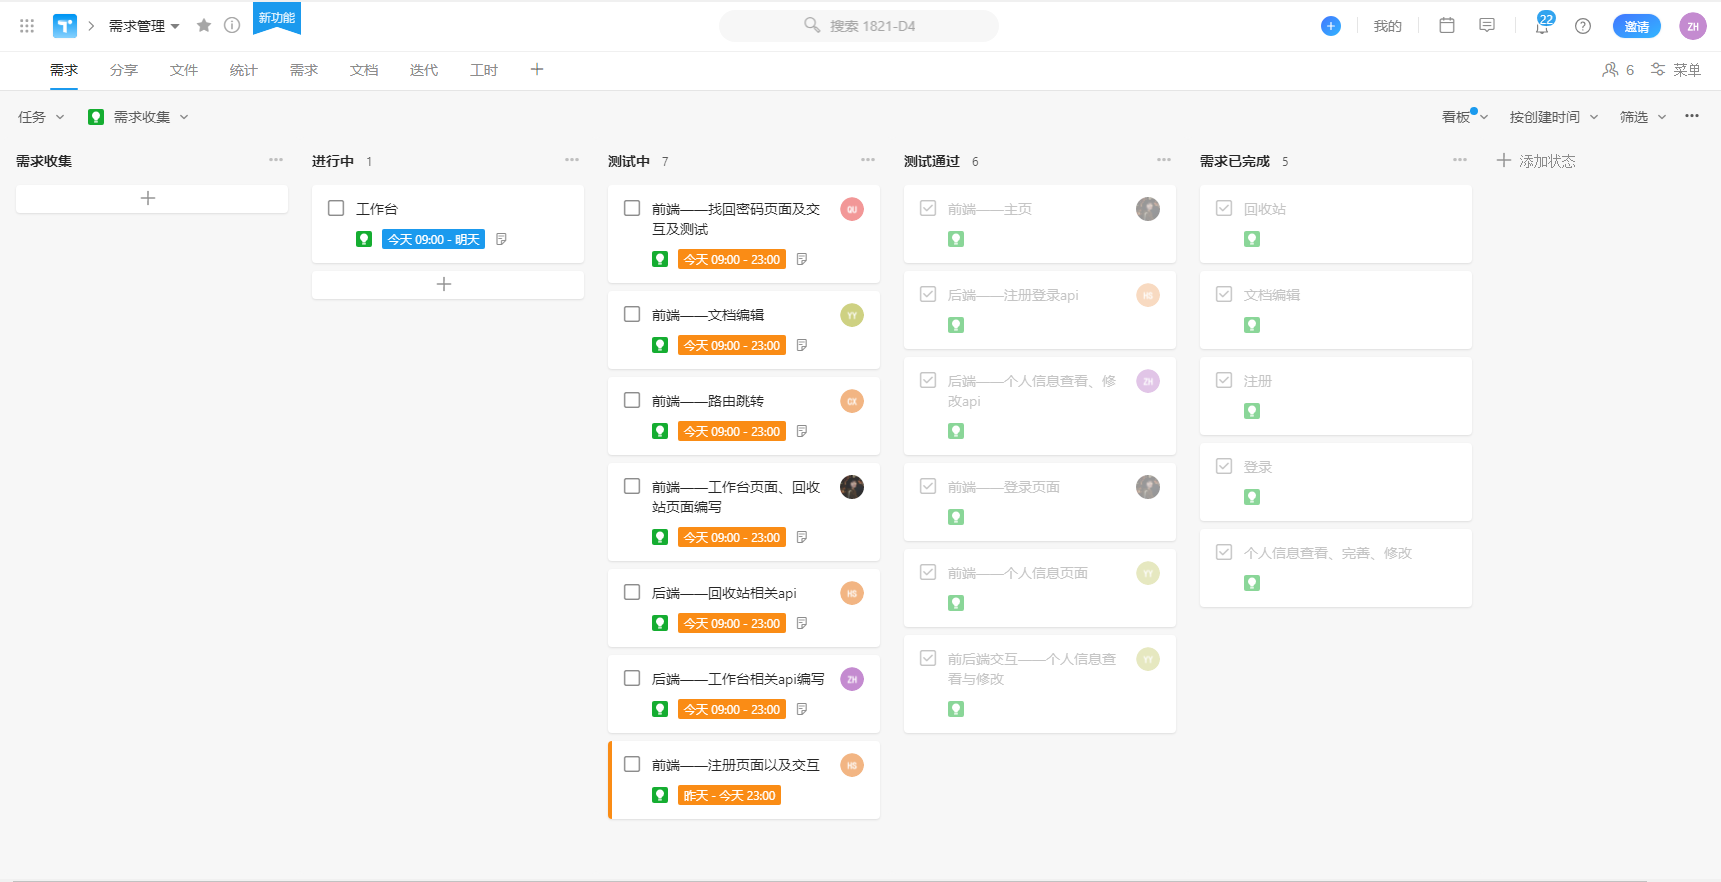 需求管理
新功能
搜索 1821-D4
我的
22
邀请
ZH
需求
分享
文件
统计
需求
文档
迭代
工时
6
菜单
任务
需求收集
看板
按创建时间
筛选
需求收集
进行中 1
工作台
今天 09:00 - 明天
测试中 7
前端——找回密码页面及交
互及测试
QU
今天 09:00 - 23:00
前端——文档编辑
YY
今天 09:00 - 23:00
前端——路由跳转
CX
今天 09:00 - 23:00
前端——工作台页面、回收
站页面编写
今天 09:00 - 23:00
后端——回收站相关api
HG
今天 09:00 - 23:00
后端——工作台相关api编写
ZH
今天 09:00 - 23:00
前端——注册页面以及交互
HG
昨天 - 今天 23:00
测试通过 6
前端——主页
后端——注册登录api
HG
后端——个人信息查看、修
改api
ZH
前端——登录页面
前端——个人信息页面
YY
前后端交互——个人信息查
看与修改
YY
需求已完成 5
回收站
文档编辑
注册
登录
个人信息查看、完善、修改
添加状态